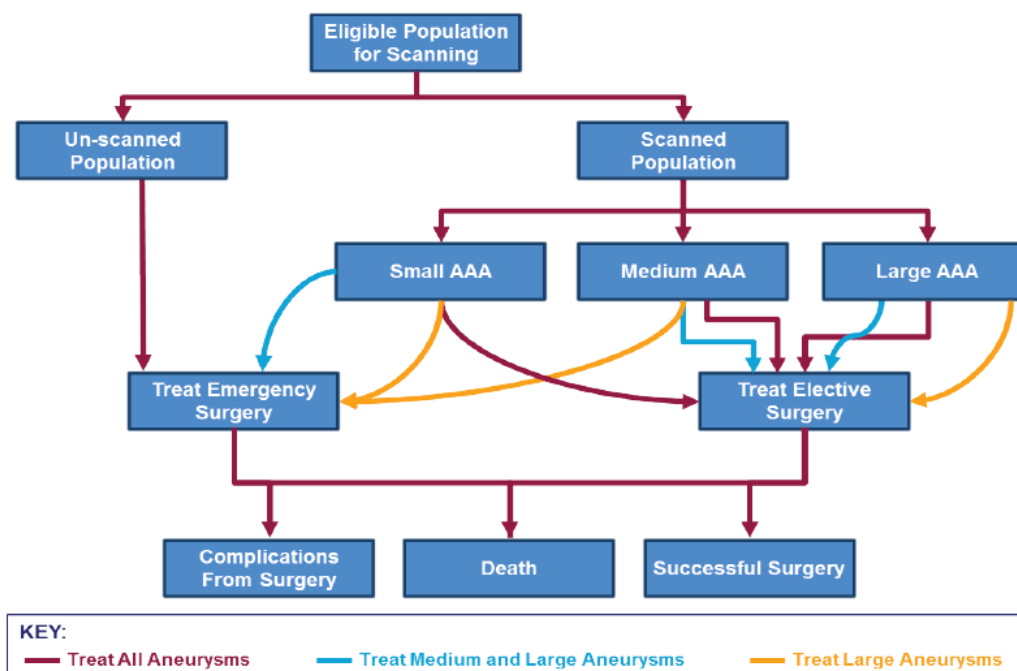 Eligible Population
for Scanning
Un-scanned
Population
Scanned
Population
Small AAA
Medium AAA
Large AAA
Treat Emergency
Surgery
Treat Elective
Surgery
Complications
From Surgery
Death
Successful Surgery
KEY:
Treat All Aneurysms
Treat Medium and Large Aneurysms
Treat Large Aneurysms